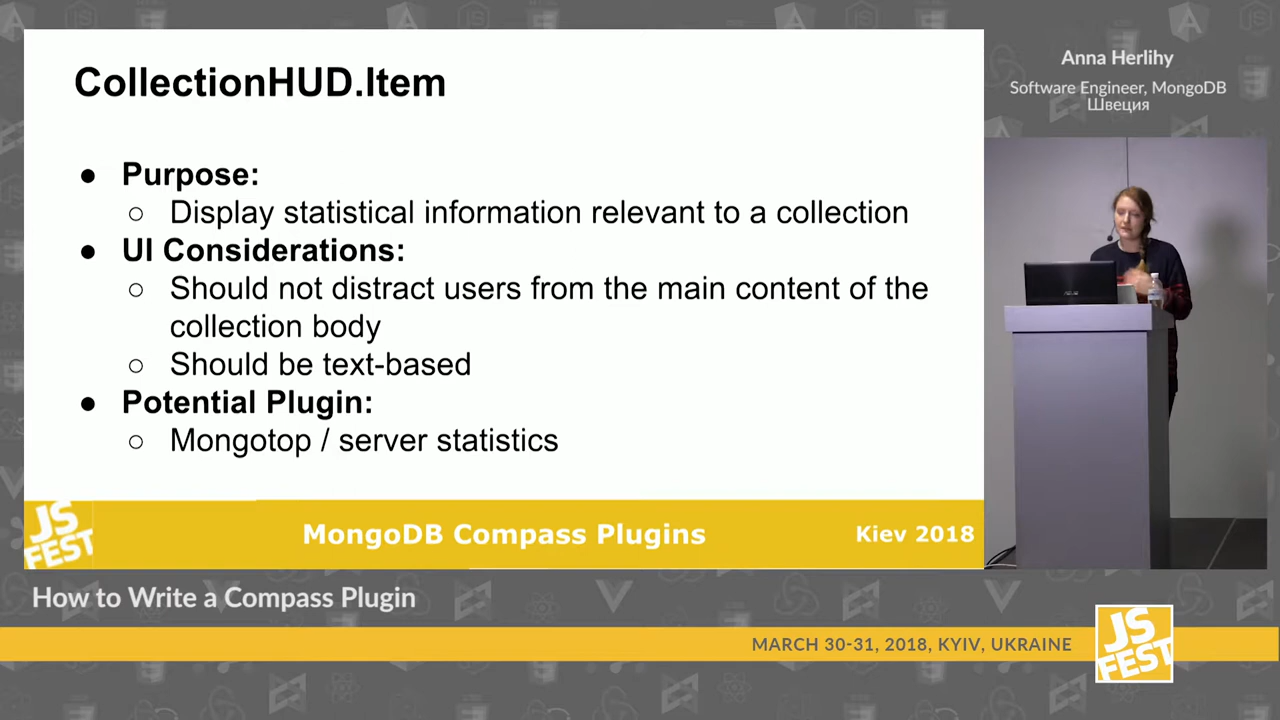 CollectionHUD.Item
● Purpose:
○ Display statistical information relevant to a collection
● UI Considerations:
○ Should not distract users from the main content of the
collection body
○ Should be text-based
● Potential Plugin:
○ Mongotop / server statistics
JS
FEST
MongoDB Compass Plugins
Kiev 2018
Anna Herlihy
Software Engineer, MongoDB
Швеция
ASUS
How to Write a Compass Plugin
MARCH 30-31, 2018, KYIV, UKRAINE
JS
FEST